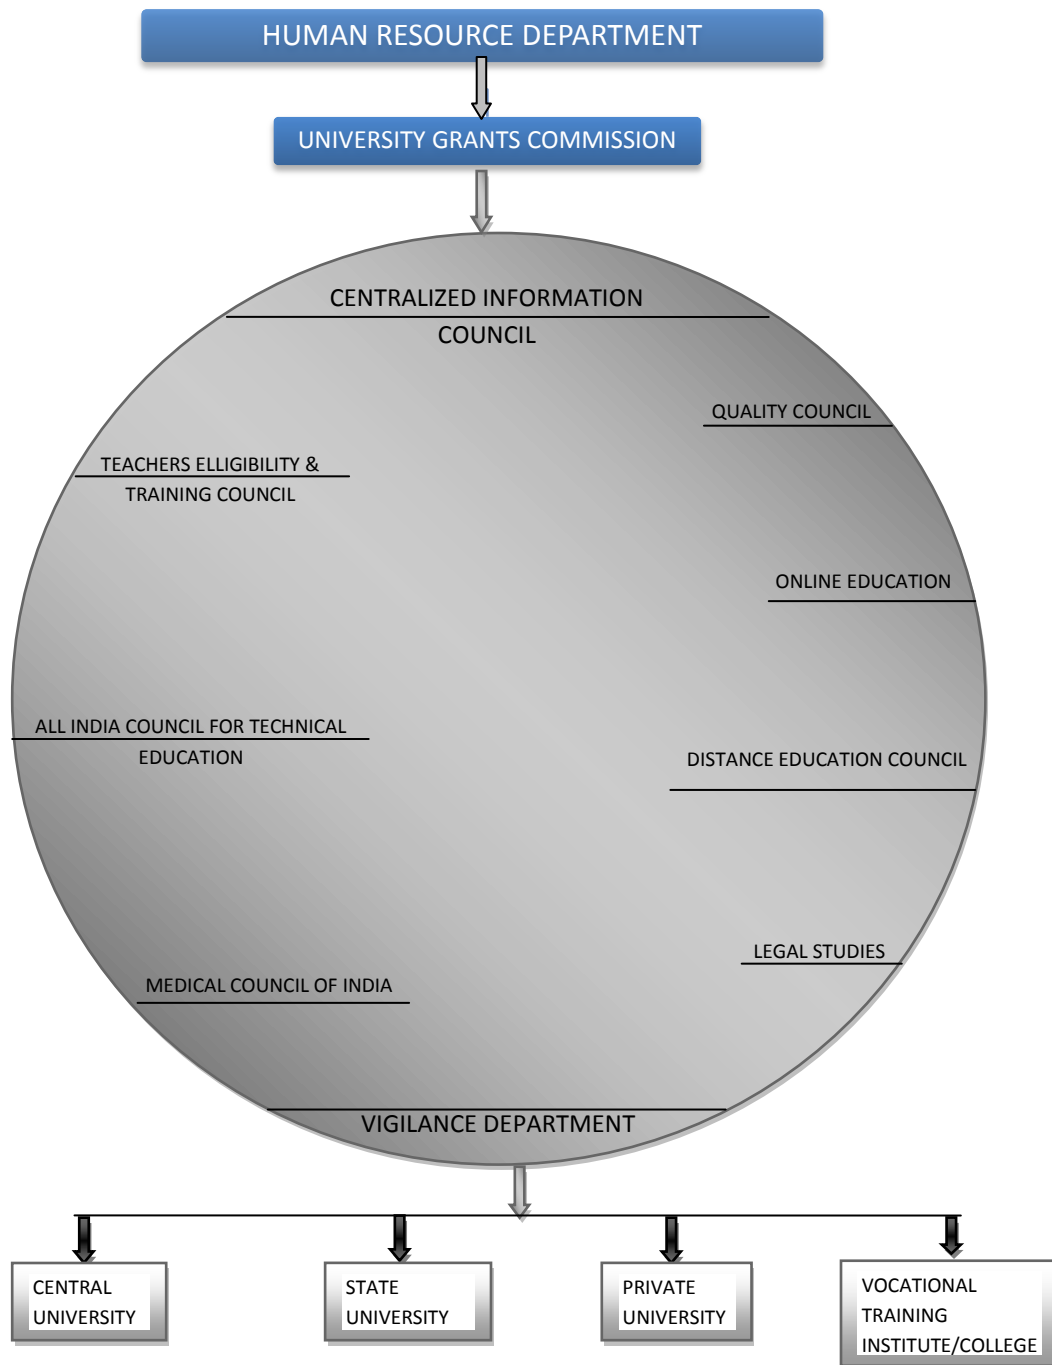 HUMAN RESOURCE DEPARTMENT
UNIVERSITY GRANTS COMMISSION
CENTRALIZED INFORMATION
COUNCIL
QUALITY COUNCIL
TEACHERS ELLIGIBILITY &
TRAINING COUNCIL
ONLINE EDUCATION
ALL INDIA COUNCIL FOR TECHNICAL
EDUCATION
DISTANCE EDUCATION COUNCIL
LEGAL STUDIES
MEDICAL COUNCIL OF INDIA
VIGILANCE DEPARTMENT
CENTRAL
UNIVERSITY
STATE
UNIVERSITY
PRIVATE
UNIVERSITY
VOCATIONAL
TRAINING
INSTITUTE/COLLEGE